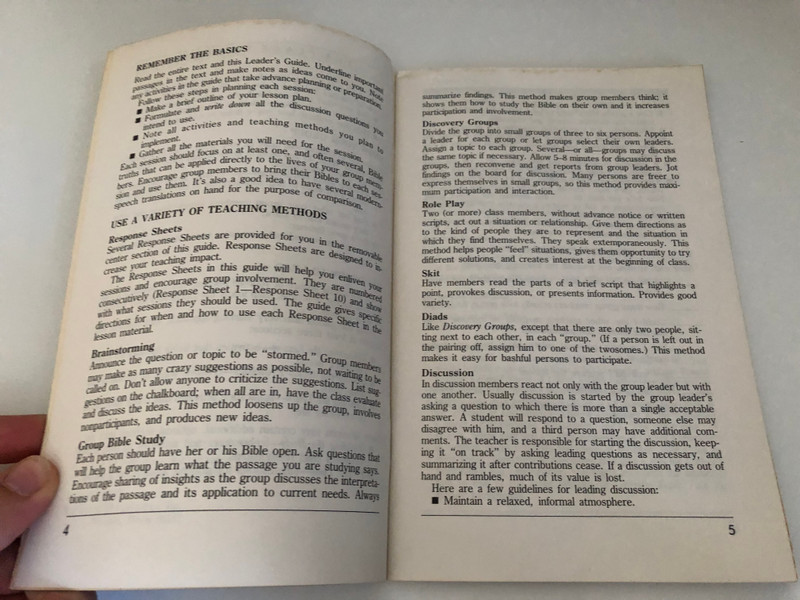 REMEMBER THE BASICS
Read the entire text and this Leader's Guide. Underline important
passages in the text and make notes as ideas come to you. Note
any activities in the guide that take advance planning or preparation.
Follow these steps in planning each session:
■ Make a brief outline of your lesson plan.
■ Formulate and write down all the discussion questions you
intend to use.
■ Note all activities and teaching methods you plan to
implement.
■ Gather all the materials you will need for the session.
Each session should focus on at least one, and often several, Bible
truths that can be applied directly to the lives of your group mem-
bers. Encourage group members to bring their Bibles to each ses-
sion and use them. It's also a good idea to have several modern-
speech translations on hand for the purpose of comparison.
USE A VARIETY OF TEACHING METHODS
Response Sheets
Several Response Sheets are provided for you in the removable
center section of this guide. Response Sheets are designed to in-
crease your teaching impact.
The Response Sheets in this guide will help you enliven your
sessions and encourage group involvement. They are numbered
consecutively (Response Sheet 1—Response Sheet 10) and show
with what sessions they should be used. The guide gives specific
directions for when and how to use each Response Sheet in the
lesson material.
Brainstorming
Announce the question or topic to be "stormed." Group members
may make as many crazy suggestions as possible, not waiting to be
called on. Don't allow anyone to criticize the suggestions. List sug-
gestions on the chalkboard; when all are in, have the class evaluate
and discuss the ideas. This method loosens up the group, involves
nonparticipants, and produces new ideas.
Group Bible Study
Each person should have her or his Bible open. Ask questions that
will help the group learn what the passage you are studying says.
Encourage sharing of insights as the group discusses the interpreta-
tions of the passage and its application to current needs. Always
4
summarize findings. This method makes group members think; it
shows them how to study the Bible on their own and it increases
participation and involvement.
Discovery Groups
Divide the group into small groups of three to six persons. Appoint
a leader for each group or let groups select their own leaders.
Assign a topic to each group. Several—or all—groups may discuss
the same topic if necessary. Allow 5–8 minutes for discussion in the
groups, then reconvene and get reports from group leaders. Jot
findings on the board for discussion. Many persons are freer to
express themselves in small groups, so this method provides maxi-
mum participation and interaction.
Role Play
Two (or more) class members, without advance notice or written
scripts, act out a situation or relationship. Give them directions as
to the kind of people they are to represent and the situation in
which they find themselves. They speak extemporaneously. This
method helps people "feel" situations, gives them opportunity to try
different solutions, and creates interest at the beginning of class.
Skit
Have members read the parts of a brief script that highlights a
point, provokes discussion, or presents information. Provides good
variety.
Diads
Like Discovery Groups, except that there are only two people, sit-
ting next to each other, in each "group." (If a person is left out in
the pairing off, assign him to one of the twosomes.) This method
makes it easy for bashful persons to participate.
Discussion
In discussion members react not only with the group leader but with
one another. Usually discussion is started by the group leader's
asking a question to which there is more than a single acceptable
answer. A student will respond to a question, someone else may
disagree with him, and a third person may have additional com-
ments. The teacher is responsible for starting the discussion, keep-
ing it "on track" by asking leading questions as necessary, and
summarizing it after contributions cease. If a discussion gets out of
hand and rambles, much of its value is lost.
Here are a few guidelines for leading discussion:
■ Maintain a relaxed, informal atmosphere.
5